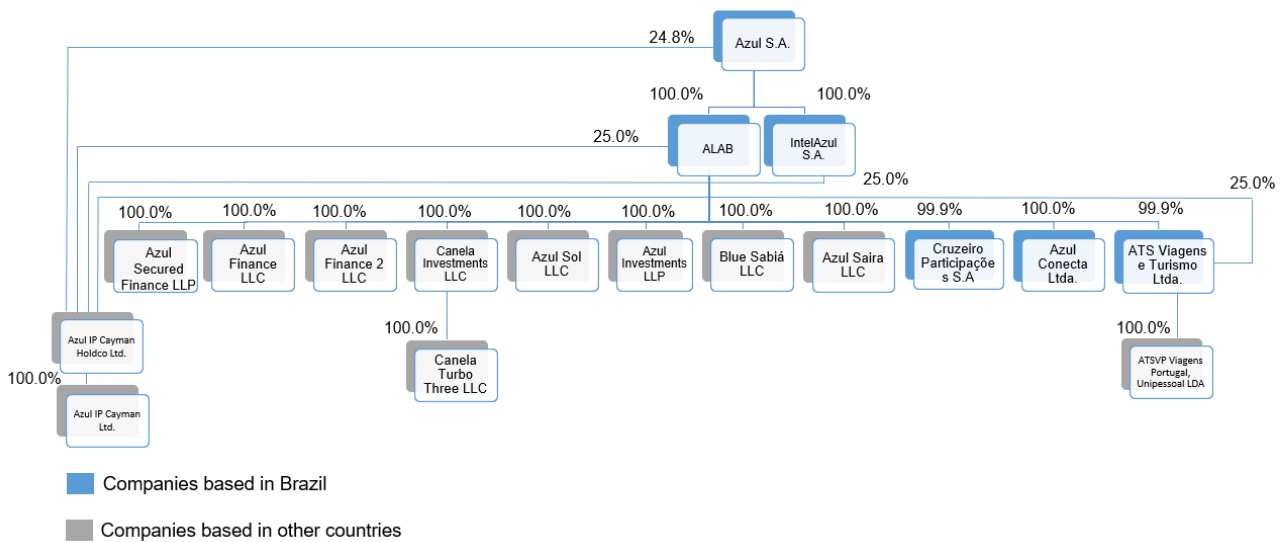 24.8%
Azul S.A.
100.0%
100.0%
25.0%
ALAB
IntelAzul
S.A.
25.0%
25.0%
100.0%
100.0%
100.0%
100.0%
100.0%
100.0%
100.0%
100.0%
99.9%
100.0%
99.9%
Azul
Secured
Finance LLP
Azul
Finance
LLC
Azul
Finance 2
LLC
Canela
Investments
LLC
Azul Sol
LLC
Azul
Investments
LLP
Blue Sabiá
LLC
Azul Saira
LLC
Cruzeiro
Participaçõe
s S.A
Azul
Conecta
Ltda.
ATS Viagens
e Turismo
Ltda.
Azul IP Cayman
Holdco Ltd.
100.0%
Canela
Turbo
Three LLC
100.0%
ATSVP Viagens
Portugal,
Unipessoal LDA
100.0%
Azul IP Cayman
Ltd.
Companies based in Brazil
Companies based in other countries